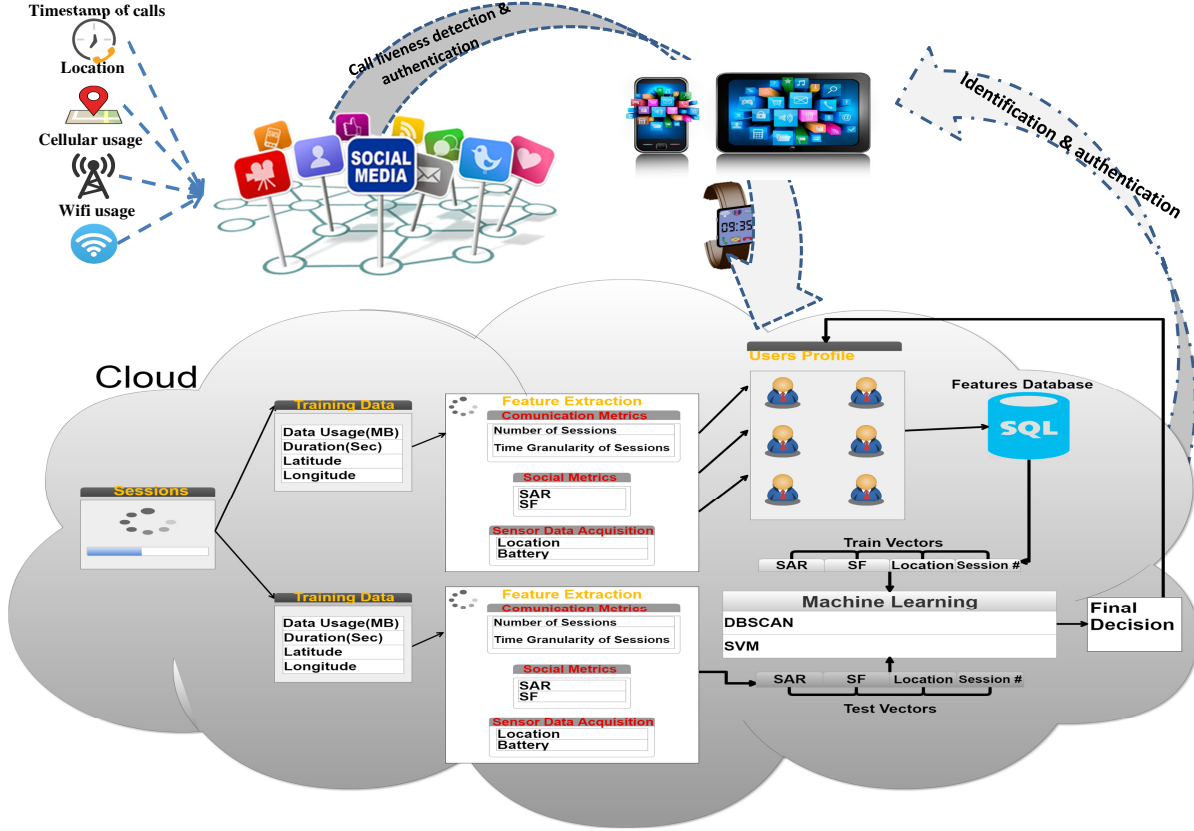 Timestamp of calls
Location
Cellular usage
Wifi usage
Call liveness detection &
authentication
SOCIAL
MEDIA
09:35
Identification & authentication
Cloud
Sessions
Training Data
Data Usage(MB)
Duration(Sec)
Latitude
Longitude
Feature Extraction
Comunication Metrics
Number of Sessions
Time Granularity of Sessions
Social Metrics
SAR
SF
Sensor Data Acquisition
Location
Battery
Users Profile
Features Database
SQL
Train Vectors
SAR
SF
Location
Session #
Machine Learning
DBSCAN
SVM
Final
Decision
SAR
SF
Location
Session #
Test Vectors
Training Data
Data Usage(MB)
Duration(Sec)
Latitude
Longitude
Feature Extraction
Comunication Metrics
Number of Sessions
Time Granularity of Sessions
Social Metrics
SAR
SF
Sensor Data Acquisition
Location
Battery